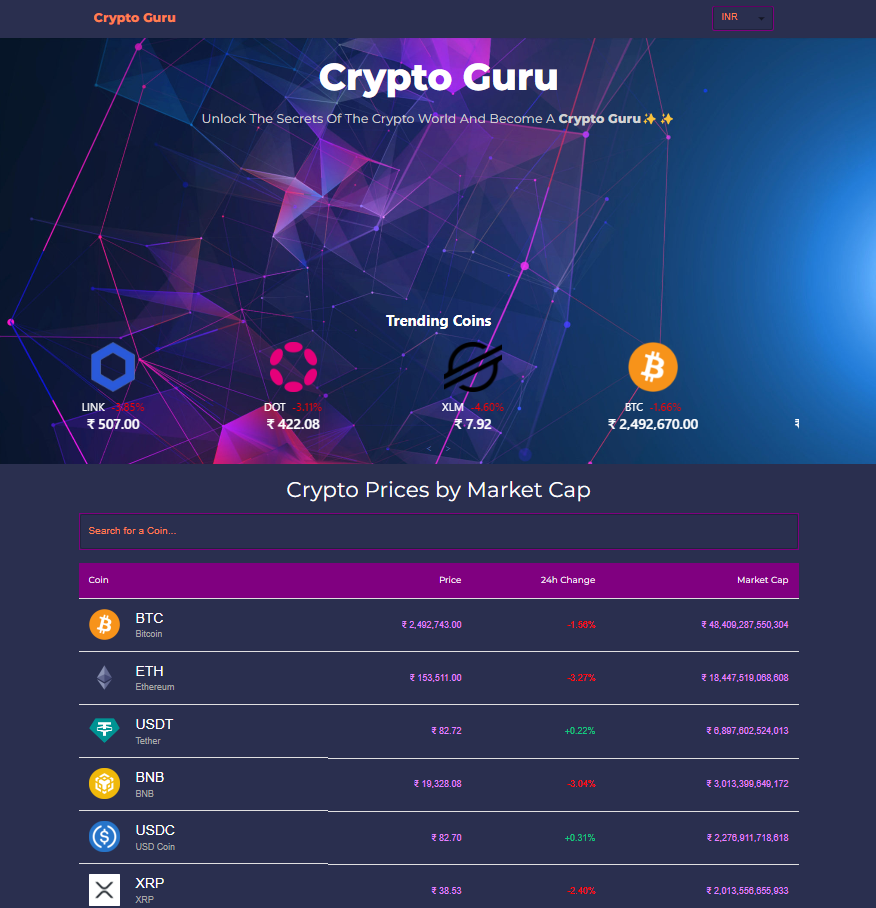 Crypto Guru
INR
Crypto Guru
Unlock The Secrets Of The Crypto World And Become A Crypto Guru✨✨
Trending Coins
LINK -3.85% DOT -3.11% XLM -4.60% BTC -1.66%
₹ 507.00 ₹ 422.08 ₹ 7.92 ₹ 2,492,670.00 ₹
Crypto Prices by Market Cap
Search for a Coin...
Coin Price 24h Change Market Cap
BTC ₹ 2,492,743.00 -1.66% ₹ 48,409,287,550,304
Bitcoin
ETH ₹ 153,511.00 -3.27% ₹ 18,447,519,068,608
Ethereum
USDT ₹ 82.72 +0.22% ₹ 6,897,602,524,013
Tether
BNB ₹ 19,328.08 -3.04% ₹ 3,013,399,649,172
BNB
USDC ₹ 82.70 +0.31% ₹ 2,276,911,718,618
USD Coin
XRP ₹ 38.53 -2.40% ₹ 2,013,556,655,933
XRP